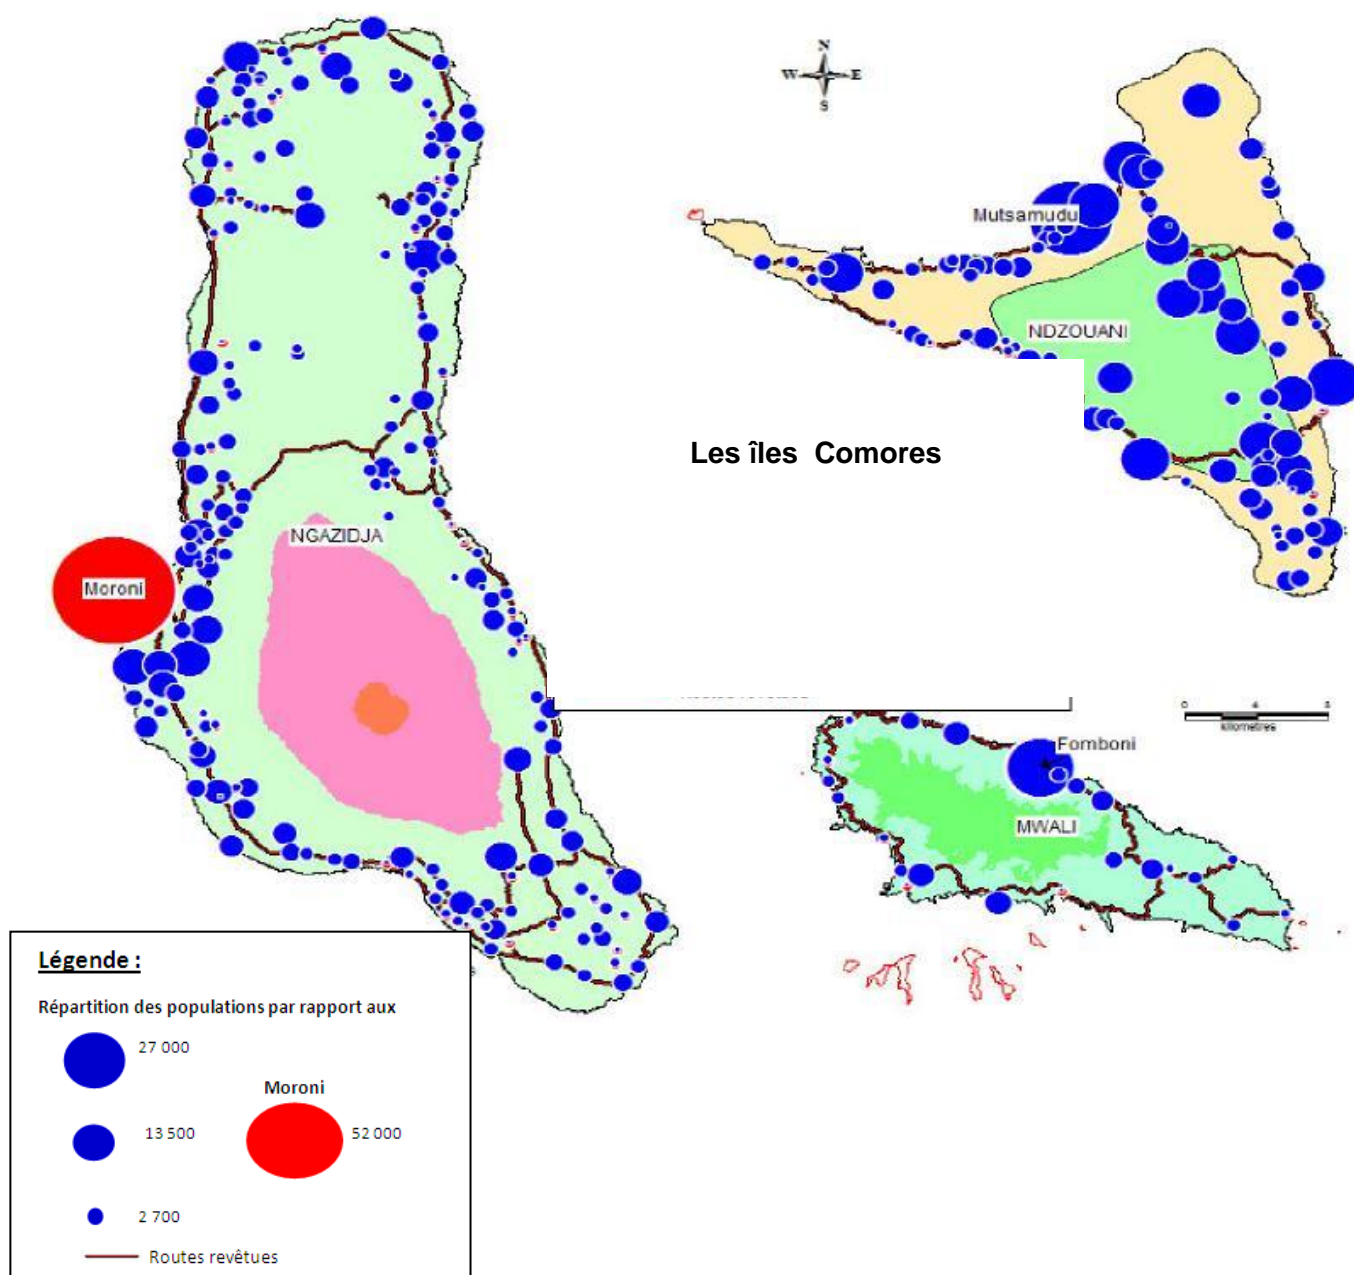 N
W E
S
Mutsamudu
NDZOUANI
Les îles Comores
NGAZIDJA
Moroni
kilometres
Fomboni
MWALI
Légende :
Répartition des populations par rapport aux
27 000
Moroni
13 500
52 000
2 700
Routes revêtues